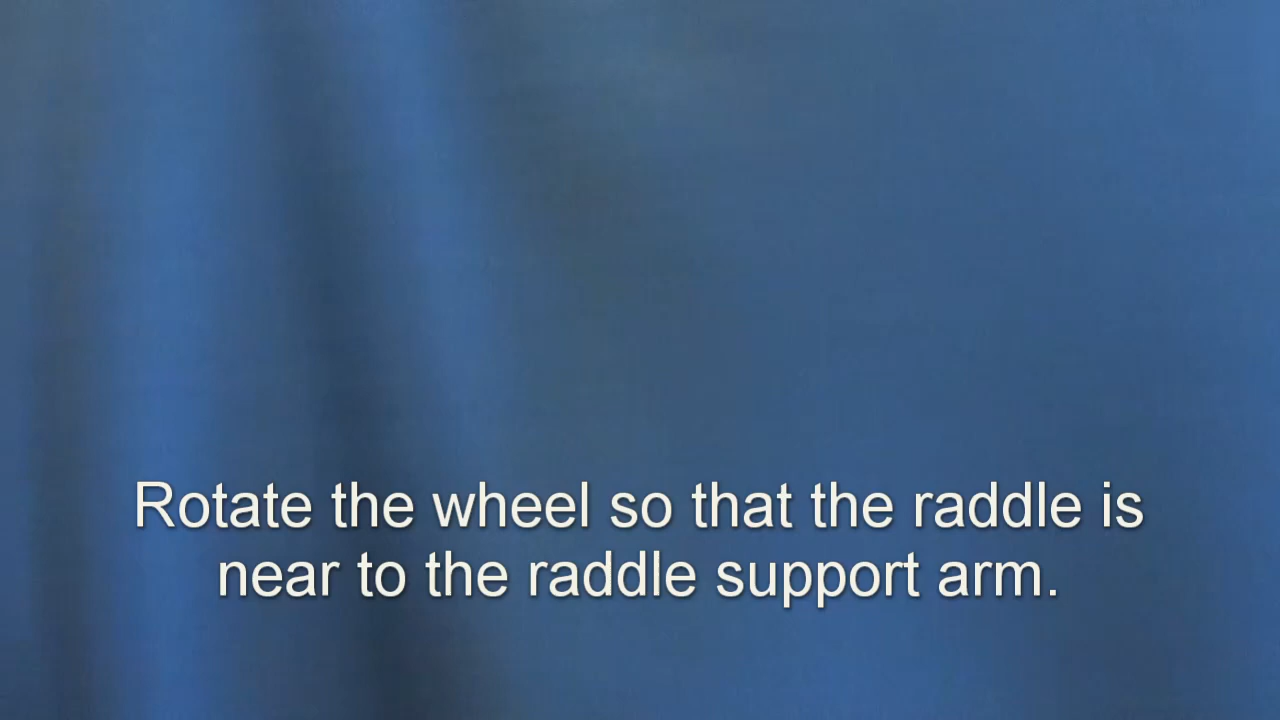 Rotate the wheel so that the raddle is
near to the raddle support arm.